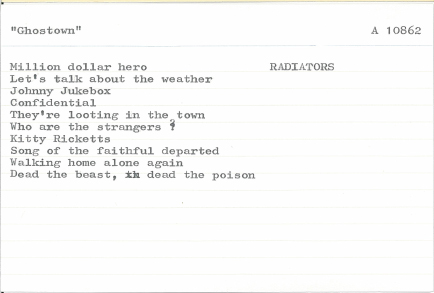 "Ghostown" A 10862
Million dollar hero RADIATORS
Let's talk about the weather
Johnny Jukebox
Confidential
They're looting in the town
Who are the strangers ?
Kitty Ricketts
Song of the faithful departed
Walking home alone again
Dead the beast, dead the poison